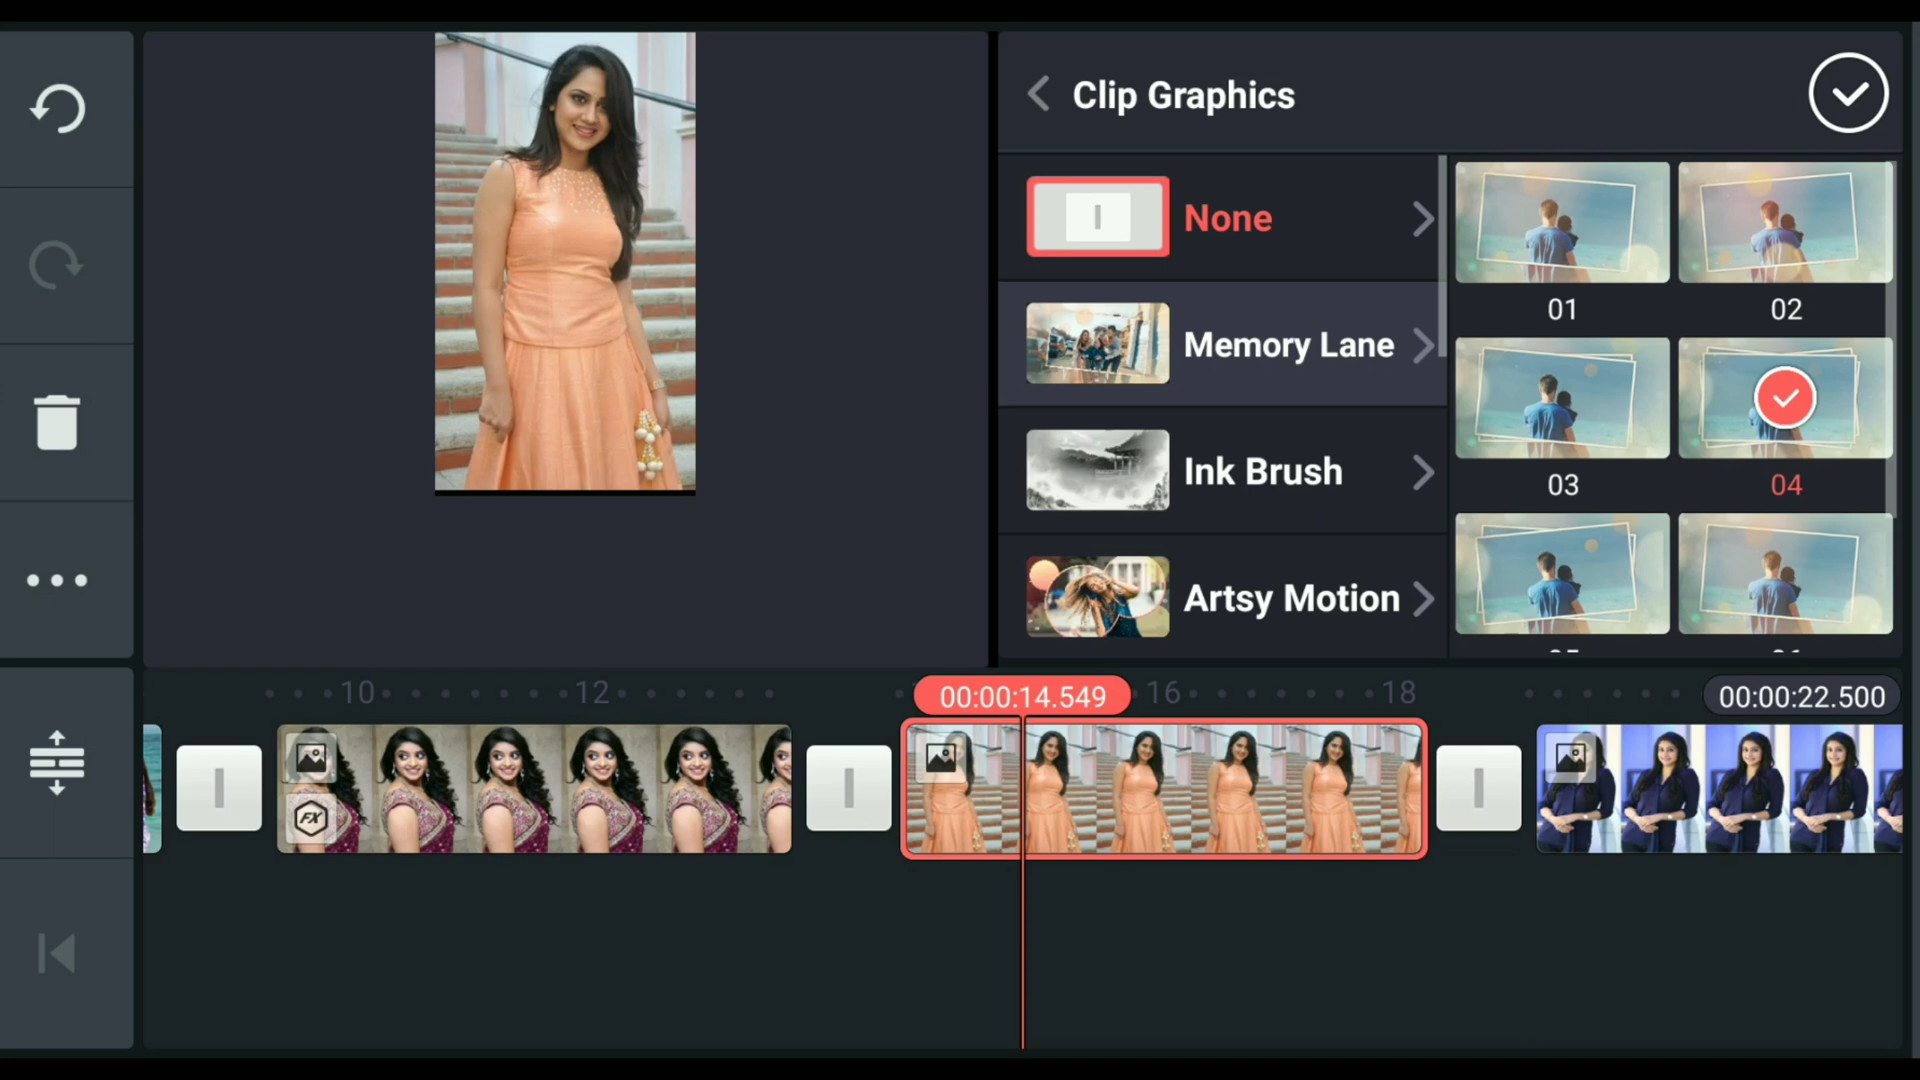 Clip Graphics
None
Memory Lane
Ink Brush
Artsy Motion
01
02
03
04
10
12
00:00:14.549
16
18
00:00:22.500
FX